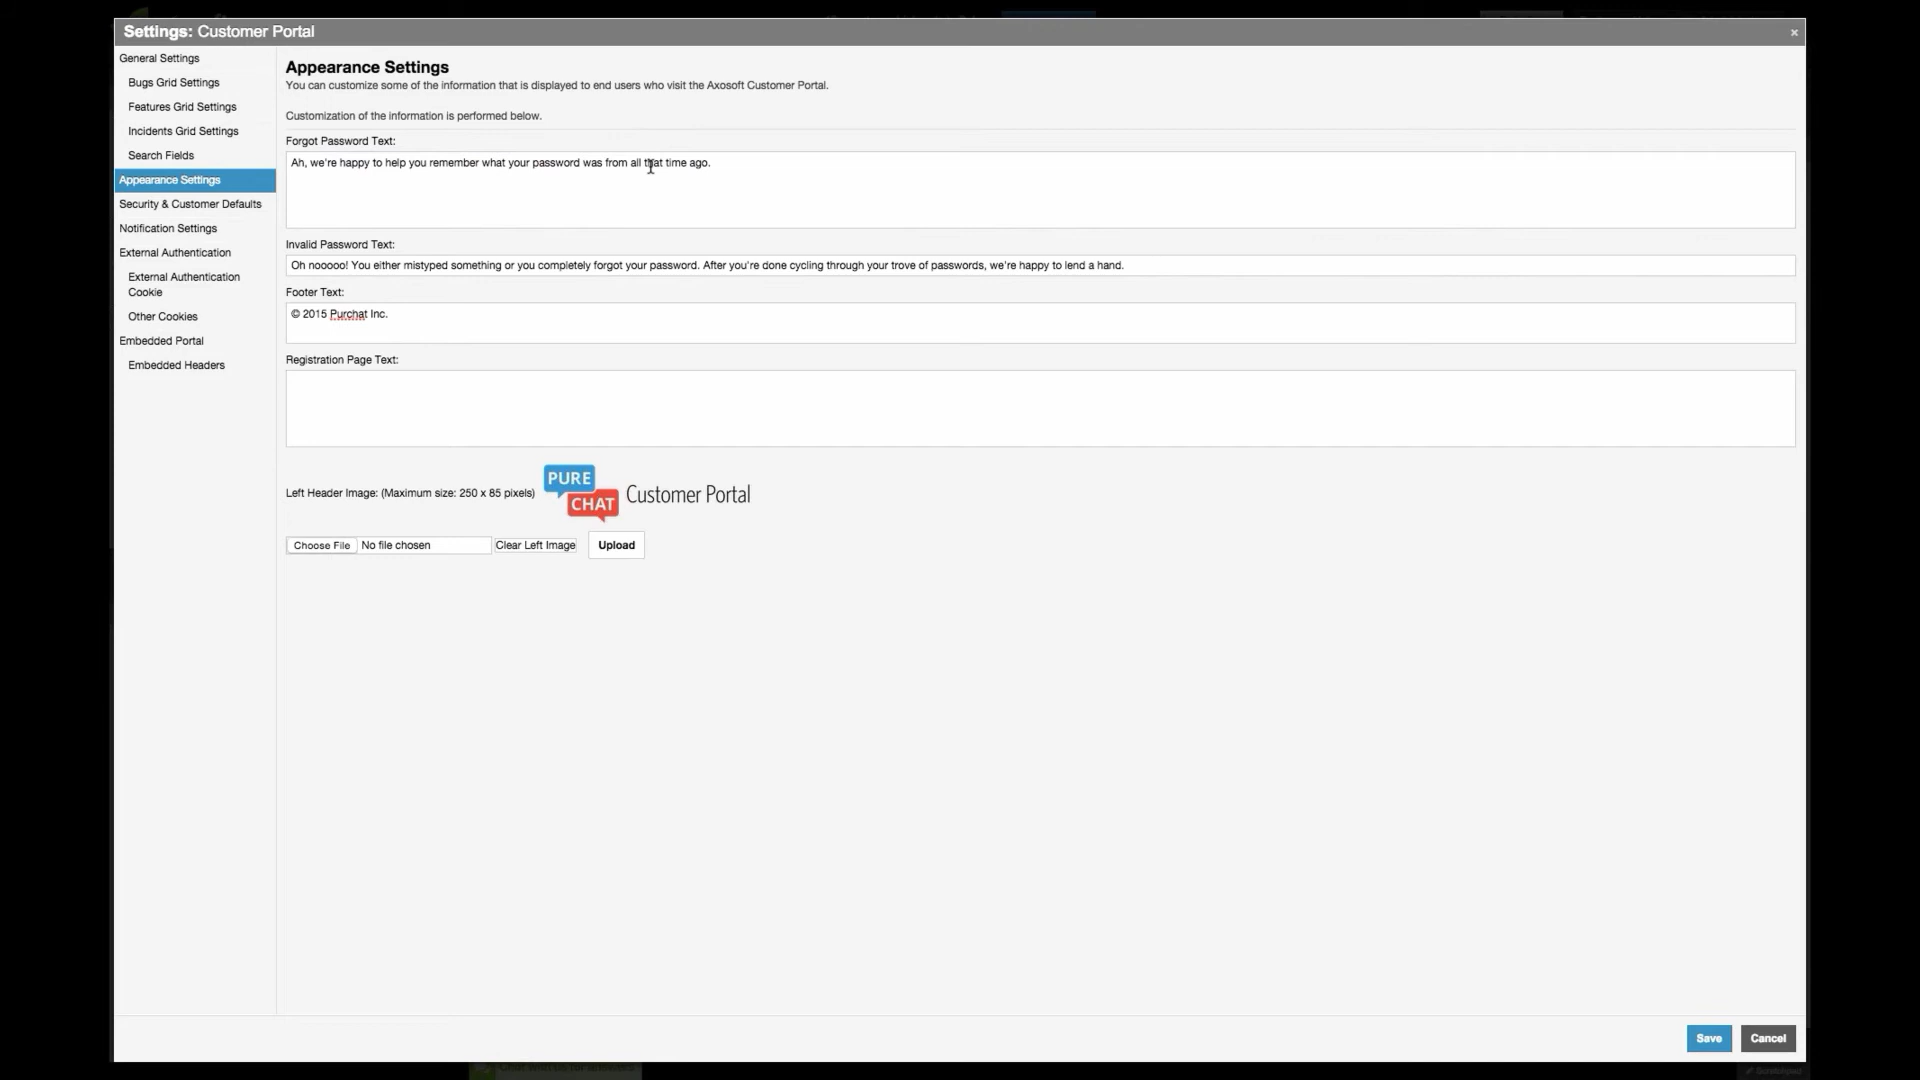 Settings: Customer Portal
×
General Settings
Bugs Grid Settings
Features Grid Settings
Incidents Grid Settings
Search Fields
Appearance Settings
Security & Customer Defaults
Notification Settings
External Authentication
External Authentication
Cookie
Other Cookies
Embedded Portal
Embedded Headers
Appearance Settings
You can customize some of the information that is displayed to end users who visit the Axosoft Customer Portal.
Customization of the information is performed below.
Forgot Password Text:
Ah, we're happy to help you remember what your password was from all that time ago.
Invalid Password Text:
Oh nooooo! You either mistyped something or you completely forgot your password. After you're done cycling through your trove of passwords, we're happy to lend a hand.
Footer Text:
© 2015 Purchat Inc.
Registration Page Text:
Left Header Image: (Maximum size: 250 x 85 pixels)
PURE
CHAT
Customer Portal
Choose File No file chosen Clear Left Image Upload
Save Cancel
Scratchpad